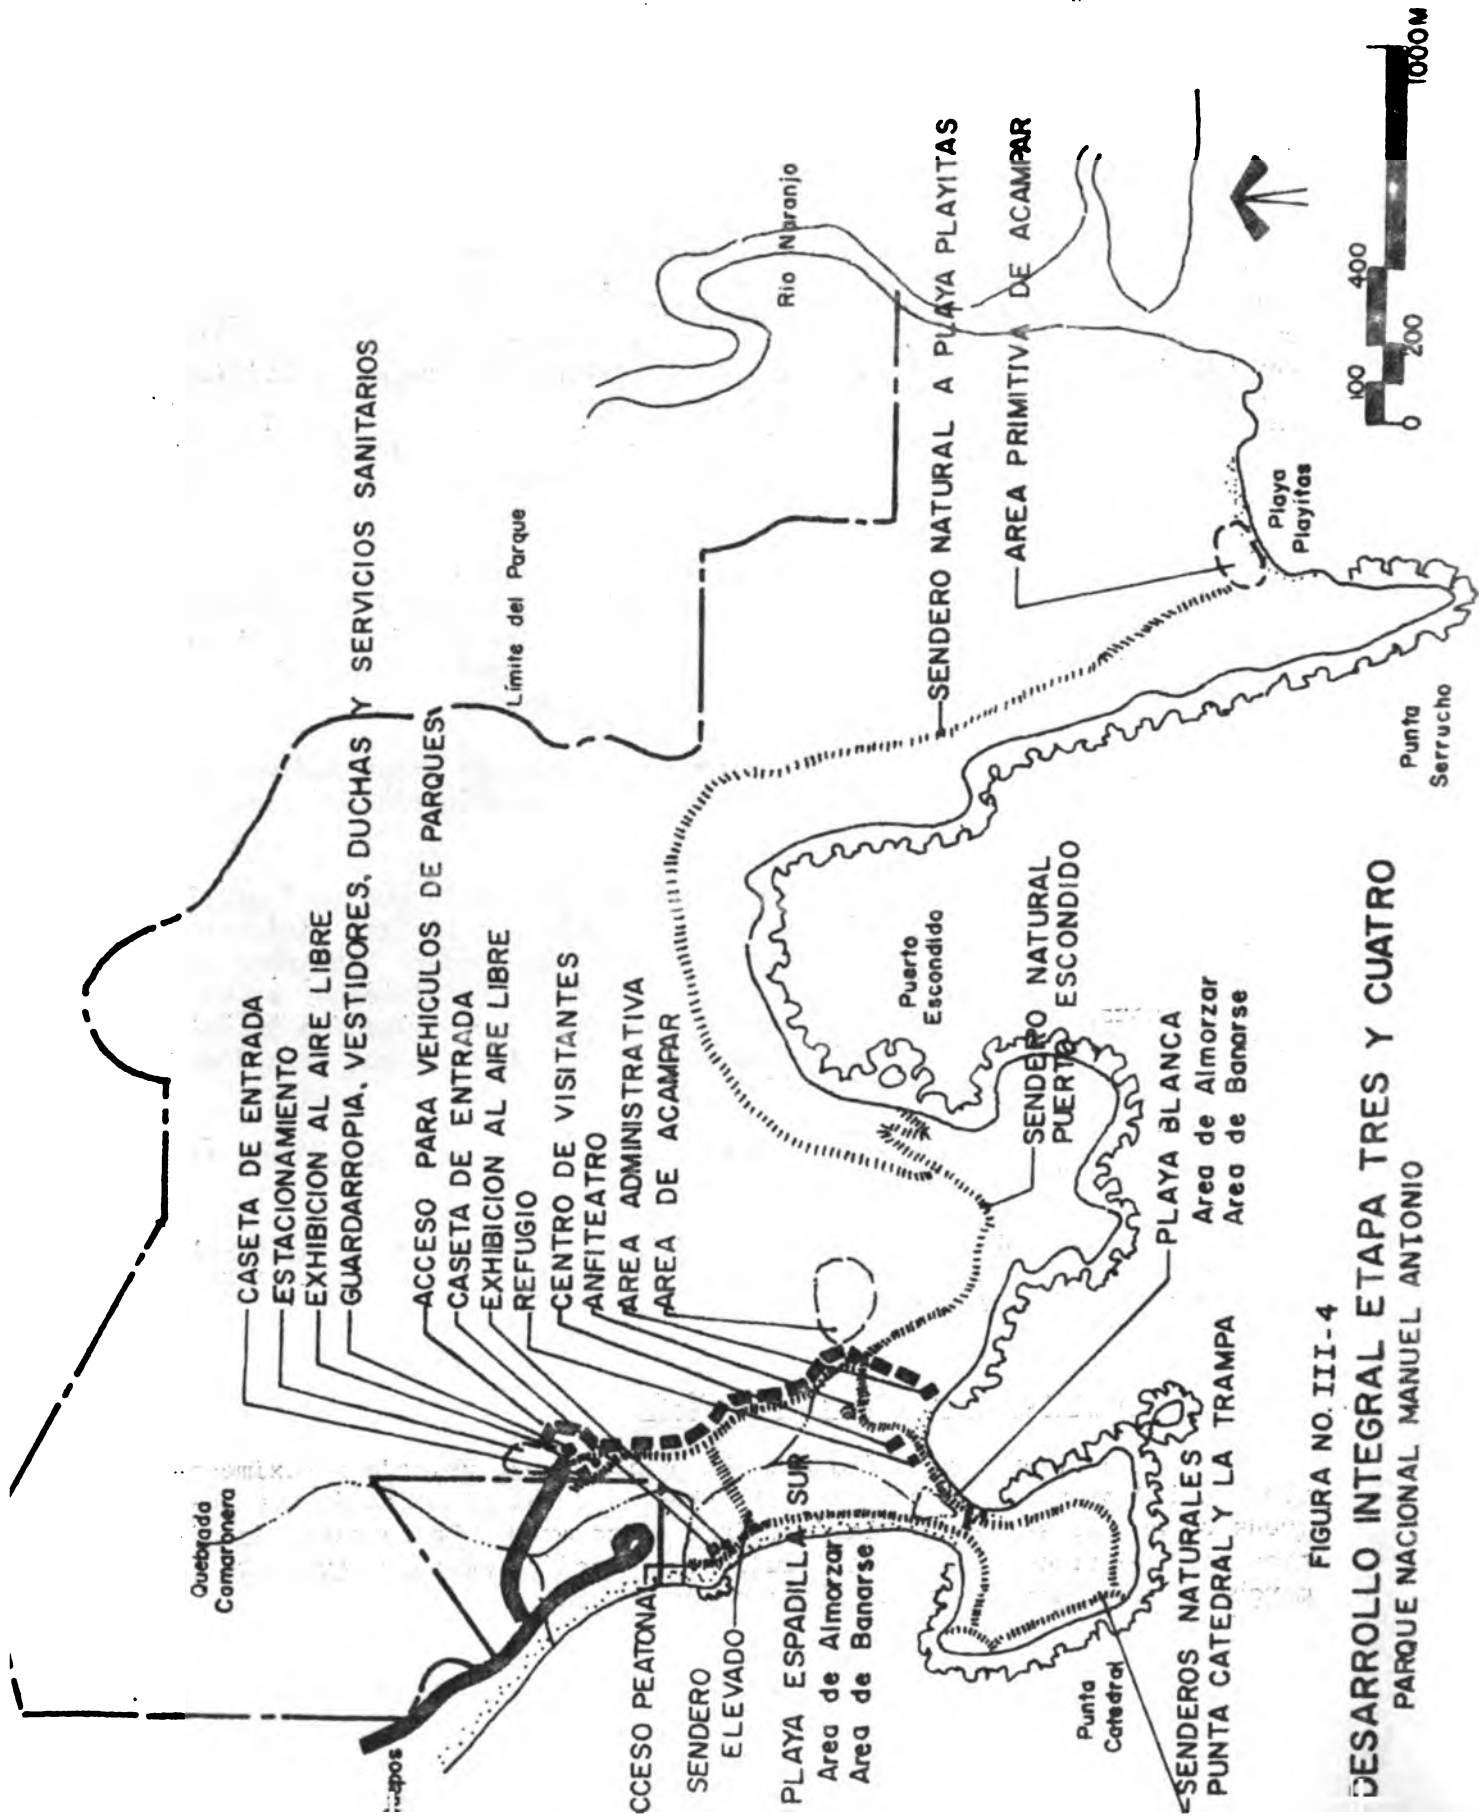 CASETA DE ENTRADA
ESTACIONAMIENTO
EXHIBICION AL AIRE LIBRE
GUARDARROPIA, VESTIDORES, DUCHAS Y SERVICIOS SANITARIOS
ACCESO PARA VEHICULOS DE PARQUES
CASETA DE ENTRADA
EXHIBICION AL AIRE LIBRE
REFUGIO
CENTRO DE VISITANTES
ANFITEATRO
AREA ADMINISTRATIVA
AREA DE ACAMPAR
Quebrada
Camaronera
Límite del Parque
Rio Naranjo
SENDERO NATURAL A PLAYA PLAYITAS
AREA PRIMITIVA DE ACAMPAR
CCESO PEATONAL
SENDERO
ELEVADO
PLAYA ESPADILLA SUR
Area de Almorzar
Area de Banarse
Puerto
Escondido
SENDERO NATURAL
PUERTO ESCONDIDO
PLAYA BLANCA
Area de Almorzar
Area de Banarse
Playa
Playitas
Punta
Serrucho
Punta
Catedral
SENDEROS NATURALES
PUNTA CATEDRAL Y LA TRAMPA
0 100 200 400 1000M
FIGURA NO. III-4
DESARROLLO INTEGRAL ETAPA TRES Y CUATRO
PARQUE NACIONAL MANUEL ANTONIO